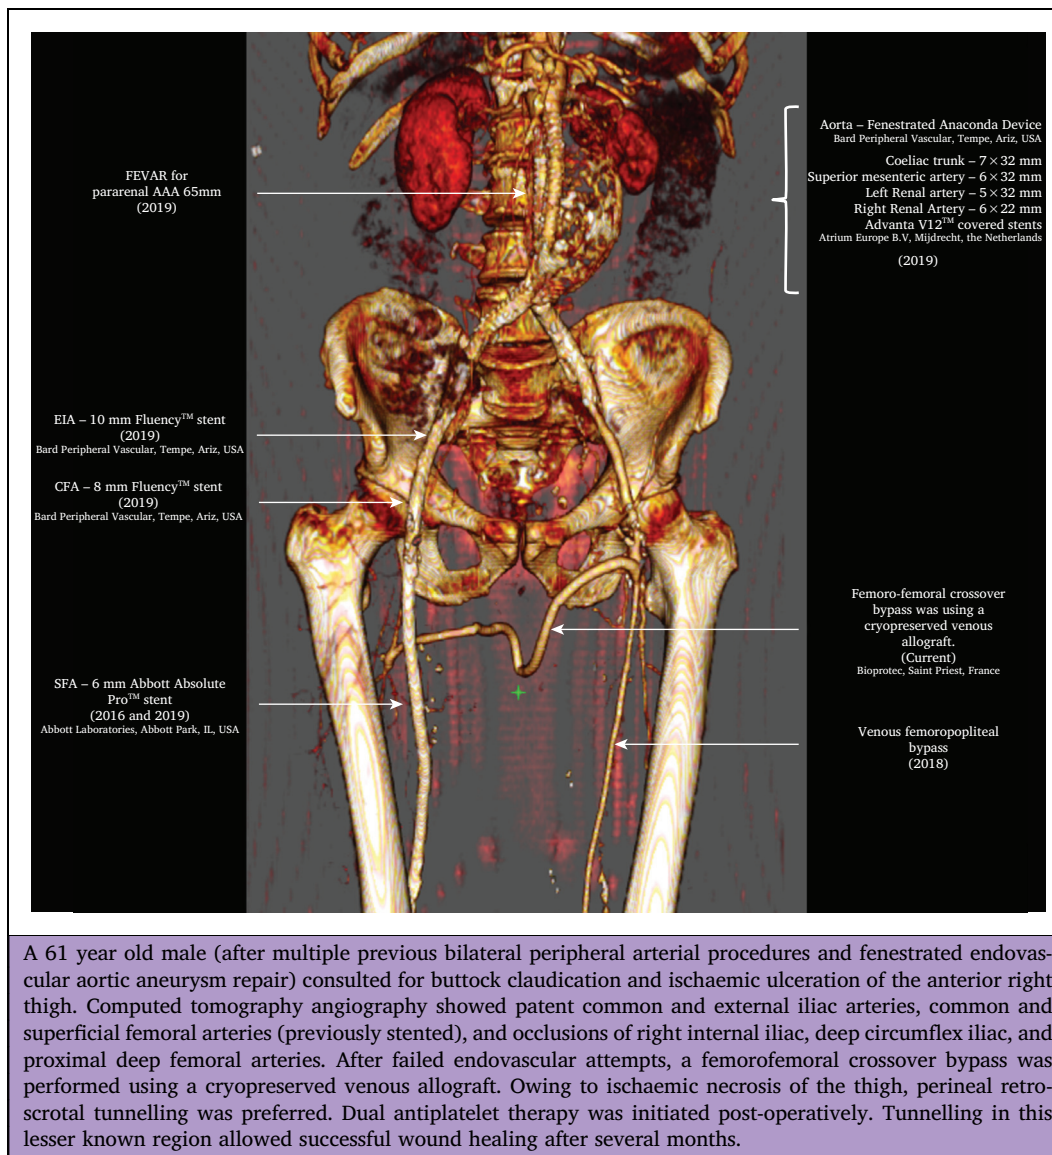 FEVAR for
pararenal AAA 65mm
(2019)
EIA – 10 mm Fluency™ stent
(2019)
Bard Peripheral Vascular, Tempe, Ariz, USA
CFA – 8 mm Fluency™ stent
(2019)
Bard Peripheral Vascular, Tempe, Ariz, USA
SFA – 6 mm Abbott Absolute
Pro™ stent
(2016 and 2019)
Abbott Laboratories, Abbott Park, IL, USA
Aorta – Fenestrated Anaconda Device
Bard Peripheral Vascular, Tempe, Ariz, USA
Coeliac trunk – 7 × 32 mm
Superior mesenteric artery – 6 × 32 mm
Left Renal artery – 5 × 32 mm
Right Renal Artery – 6 × 22 mm
Advanta V12™ covered stents
Atrium Europe B.V, Mijdrecht, the Netherlands
(2019)
Femoro-femoral crossover
bypass was using a
cryopreserved venous
allograft.
(Current)
Bioprotec, Saint Priest, France
Venous femoropopliteal
bypass
(2018)
A 61 year old male (after multiple previous bilateral peripheral arterial procedures and fenestrated endovas-
cular aortic aneurysm repair) consulted for buttock claudication and ischaemic ulceration of the anterior right
thigh. Computed tomography angiography showed patent common and external iliac arteries, common and
superficial femoral arteries (previously stented), and occlusions of right internal iliac, deep circumflex iliac, and
proximal deep femoral arteries. After failed endovascular attempts, a femorofemoral crossover bypass was
performed using a cryopreserved venous allograft. Owing to ischaemic necrosis of the thigh, perineal retro-
scrotal tunnelling was preferred. Dual antiplatelet therapy was initiated post-operatively. Tunnelling in this
lesser known region allowed successful wound healing after several months.